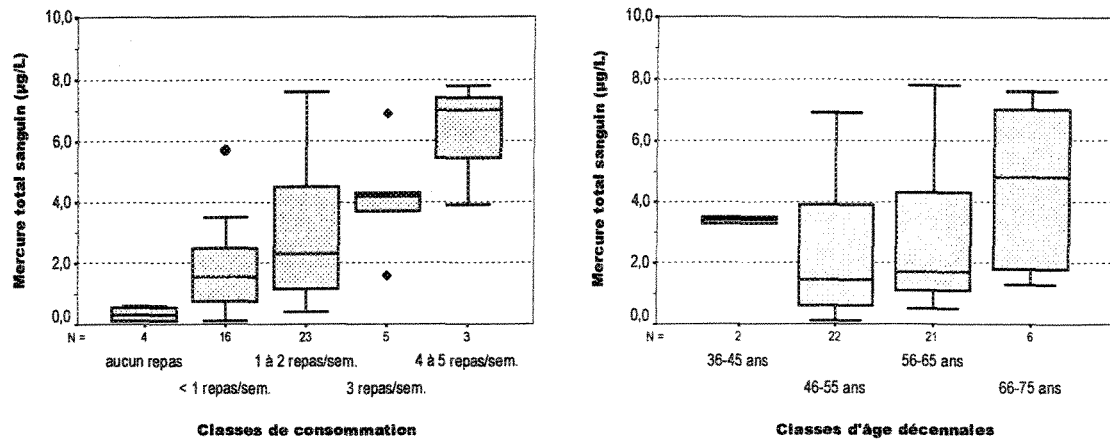 Mercure total sanguin (µg/L)
10,0
8,0
6,0
4,0
2,0
0,0
N =
4
16
23
5
3
aucun repas
1 à 2 repas/sem.
4 à 5 repas/sem.
< 1 repas/sem.
3 repas/sem.
Classes de consommation
Mercure total sanguin (µg/L)
10,0
8,0
6,0
4,0
2,0
0,0
N =
2
22
21
6
36-45 ans
56-65 ans
46-55 ans
66-75 ans
Classes d'âge décennales